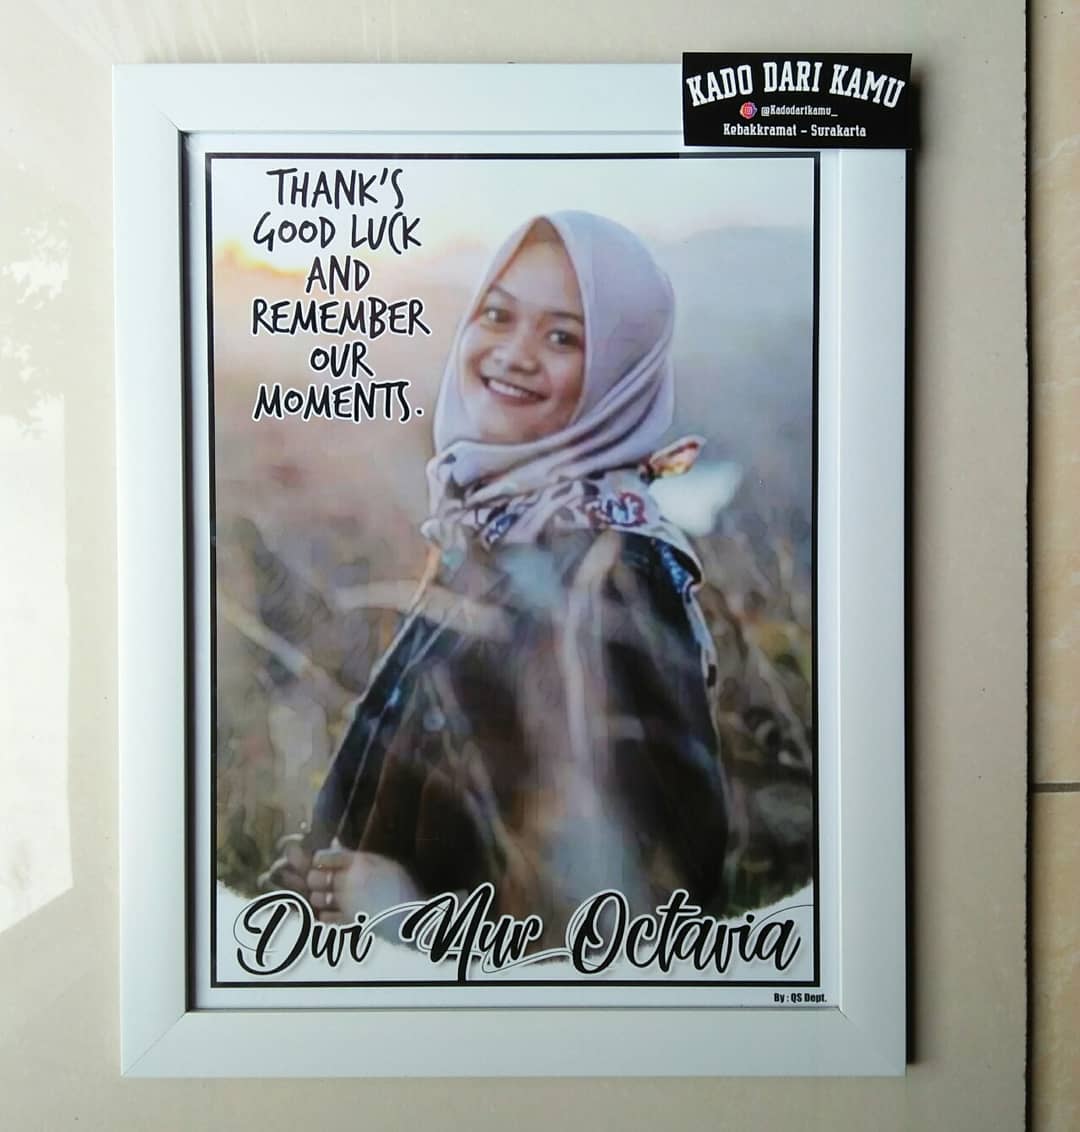 KADO DARI KAMU
@Kadodarikamu_
Kebakkramat - Surakarta
THANK'S
GOOD LUCK
AND
REMEMBER
OUR
MOMENTS.
Dwi Nur Octavia
By : QS Dept.